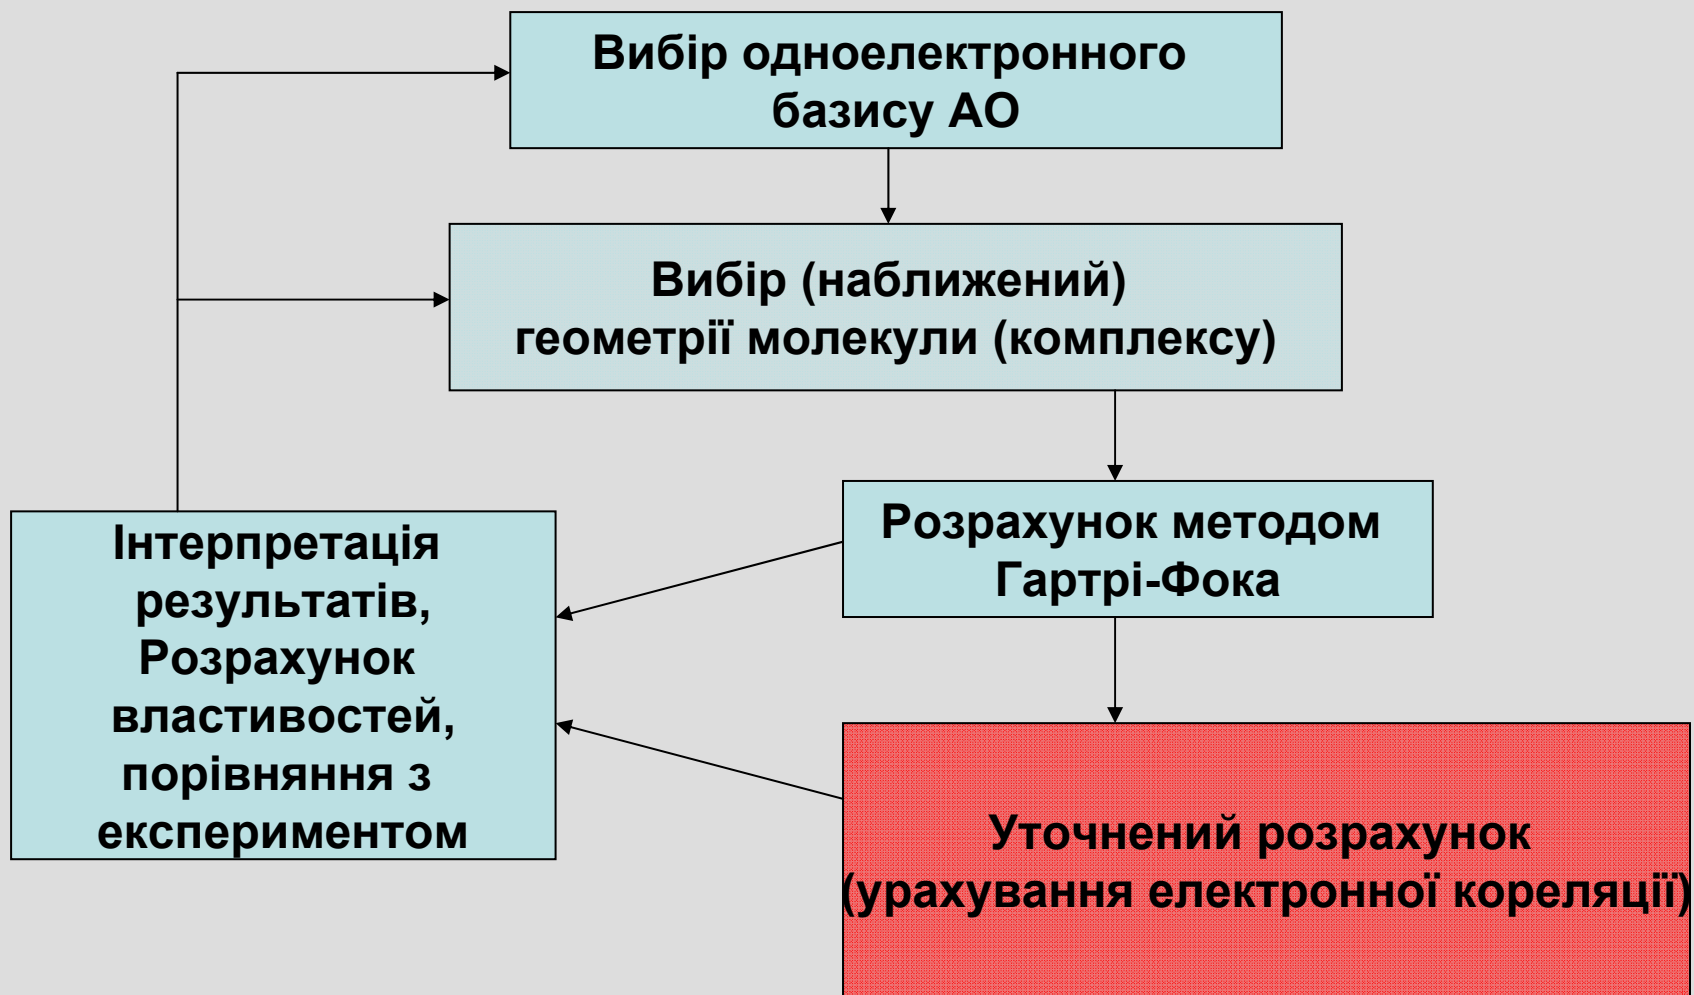 Вибір одноелектронного
базису АО
Вибір (наближений)
геометрії молекули (комплексу)
Розрахунок методом
Гартрі-Фока
Інтерпретація
результатів,
Розрахунок
властивостей,
порівняння з
експериментом
Уточнений розрахунок
(урахування електронної кореляції)